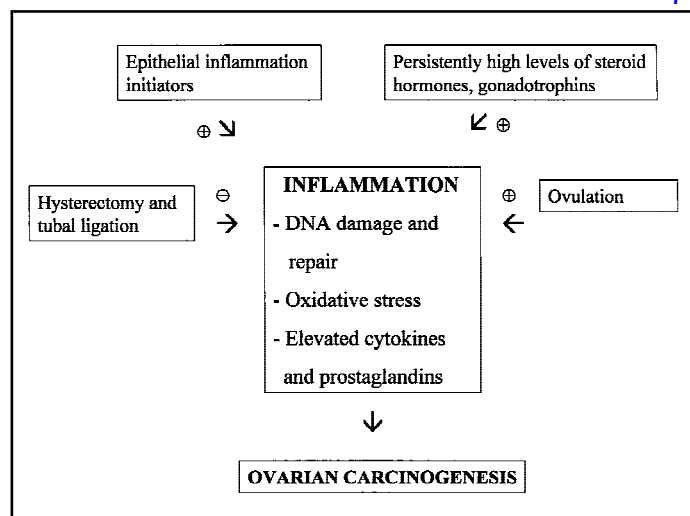 Epithelial inflammation
initiators
Persistently high levels of steroid
hormones, gonadotrophins
⊕
⊕
Hysterectomy and
tubal ligation
⊖
INFLAMMATION
- DNA damage and
repair
- Oxidative stress
- Elevated cytokines
and prostaglandins
⊕
Ovulation
OVARIAN CARCINOGENESIS